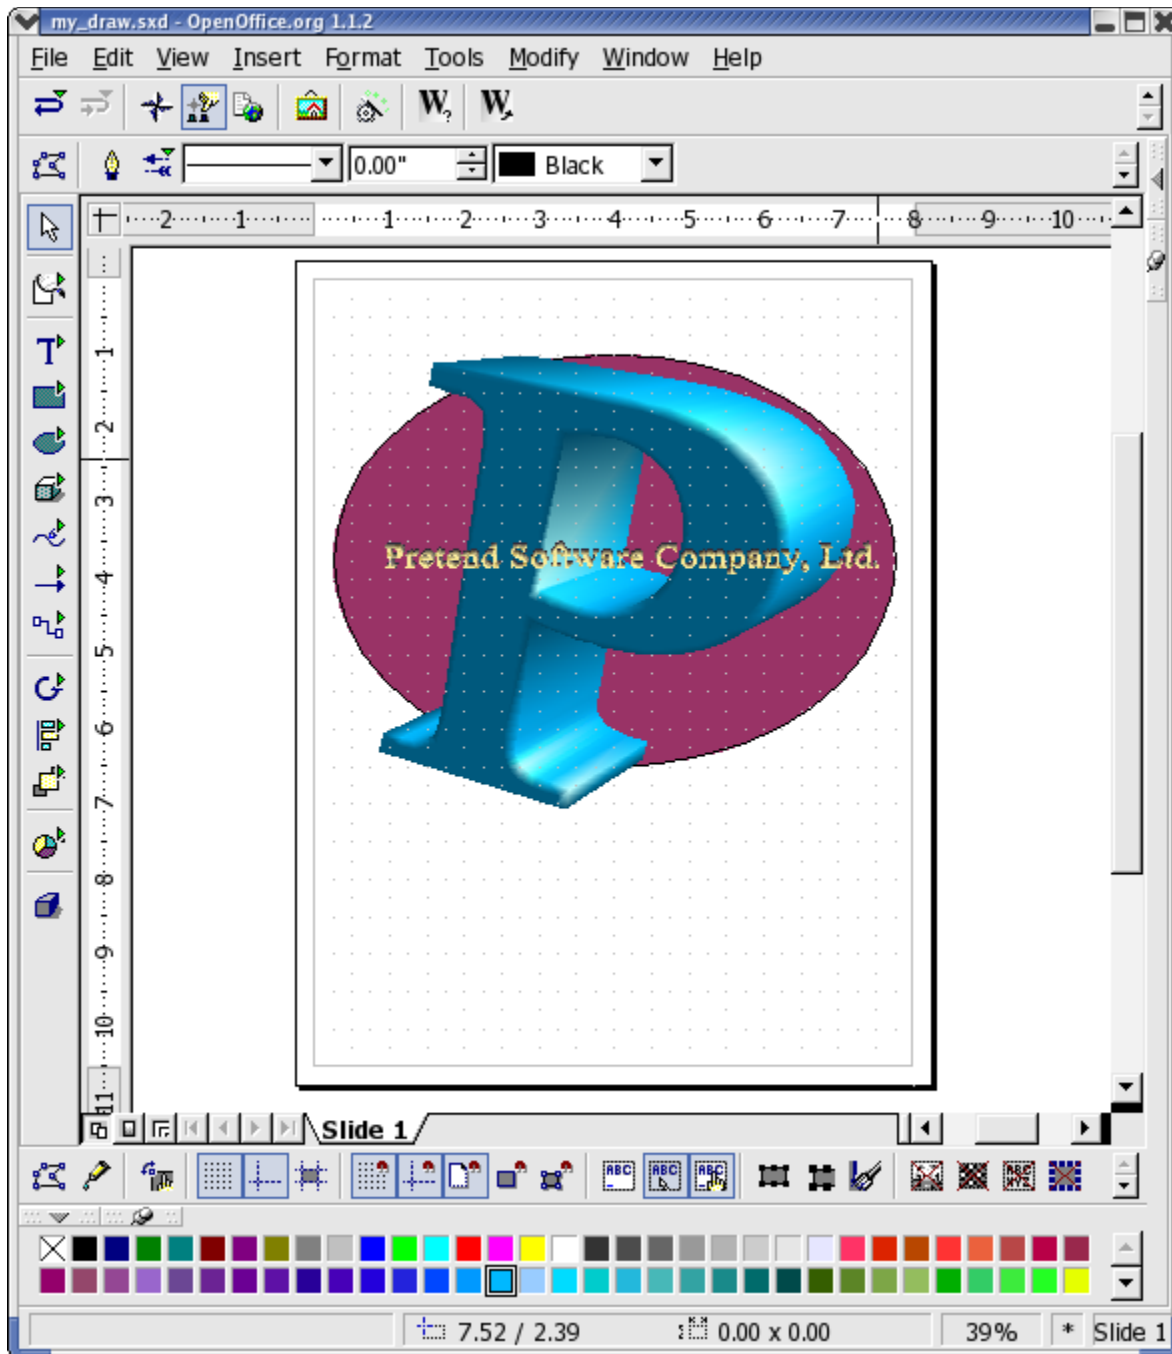 my_draw.sxd - OpenOffice.org 1.1.2
File Edit View Insert Format Tools Modify Window Help
W? W
0.00" Black
2 1 1 2 3 4 5 6 7 8 9 10
1
2
3
4
5
6
7
8
9
10
11
T
Pretend Software Company, Ltd.
Slide 1
ABC ABC ABC ABC XYZ
7.52 / 2.39 0.00 x 0.00 39% * Slide 1